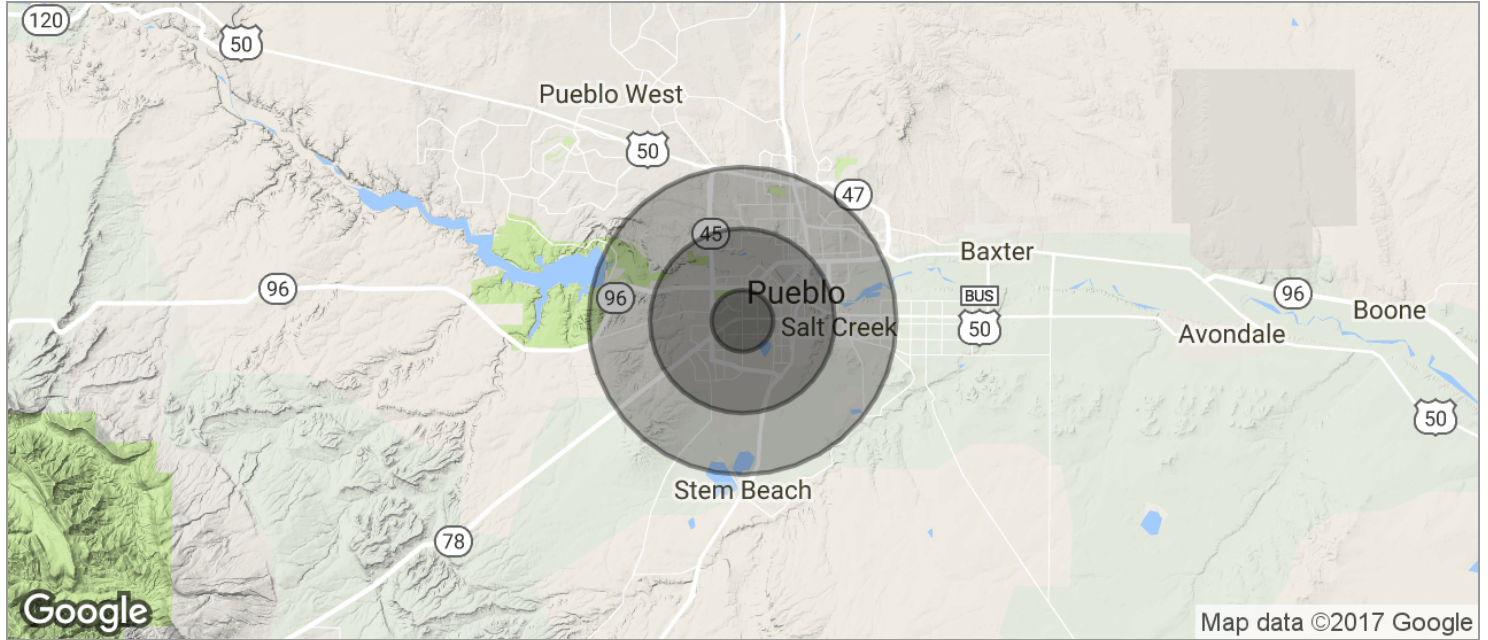 120
50
Pueblo West
50
47
45
Baxter
96
96
Pueblo
BUS
50
96
Boone
Salt Creek
Avondale
50
Stem Beach
78
Google
Map data ©2017 Google